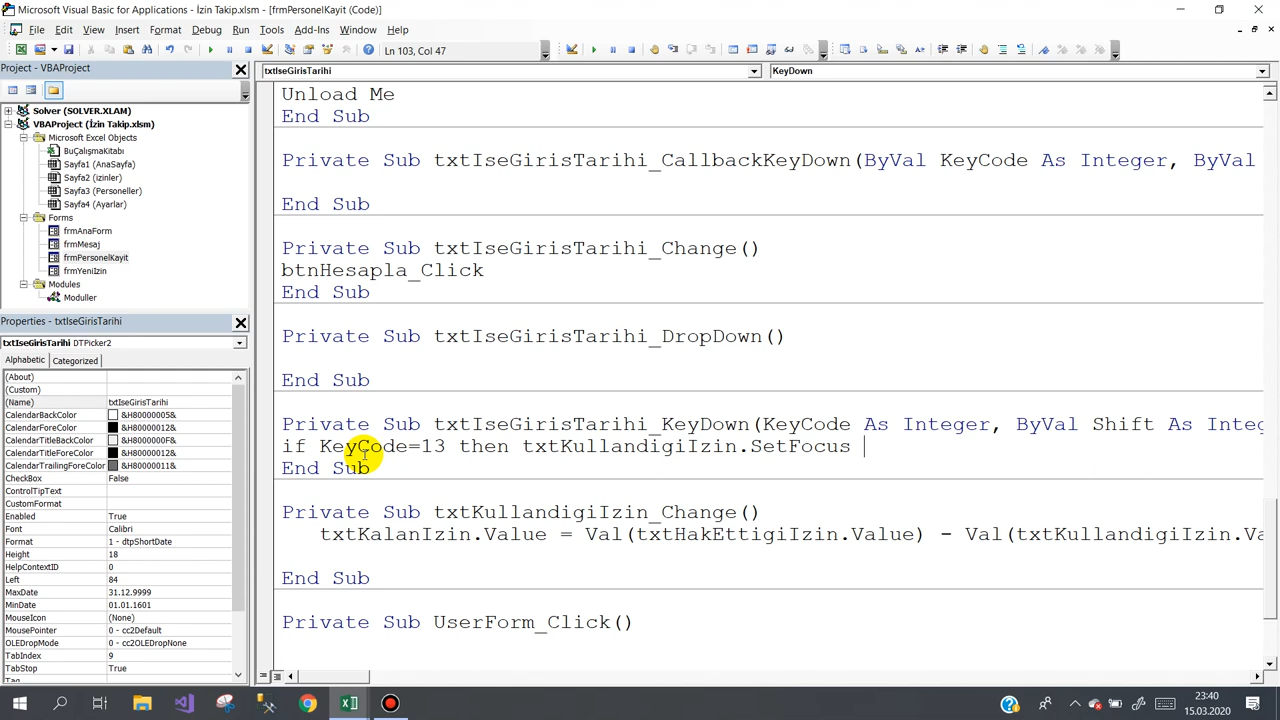 Microsoft Visual Basic for Applications - İzin Takip.xlsm - [frmPersonelKayit (Code)]
File Edit View Insert Format Debug Run Tools Add-Ins Window Help
Ln 103, Col 47
Project - VBAProject
Solver (SOLVER.XLAM)
VBAProject (İzin Takip.xlsm)
Microsoft Excel Objects
BuÇalışmaKitabı
Sayfa1 (AnaSayfa)
Sayfa2 (izinler)
Sayfa3 (Personeller)
Sayfa4 (Ayarlar)
Forms
frmAnaForm
frmMesaj
frmPersonelKayit
frmYeniIzin
Modules
Moduller
Properties - txtIseGirisTarihi
txtIseGirisTarihi DTPicker2
Alphabetic Categorized
(About)
(Custom)
(Name) txtIseGirisTarihi
CalendarBackColor &H80000005&
CalendarForeColor &H80000012&
CalendarTitleBackColor &H8000000F&
CalendarTitleForeColor &H80000012&
CalendarTrailingForeColor &H80000011&
CheckBox False
ControlTipText
CustomFormat
Enabled True
Font Calibri
Format 1 - dtpShortDate
Height 18
HelpContextID 0
Left 84
MaxDate 31.12.9999
MinDate 01.01.1601
MouseIcon (None)
MousePointer 0 - cc2Default
OLEDropMode 0 - cc2OLEDropNone
TabIndex 9
TabStop True
Tag
txtIseGirisTarihi KeyDown
Unload Me
End Sub
Private Sub txtIseGirisTarihi_CallbackKeyDown(ByVal KeyCode As Integer, ByVal
End Sub
Private Sub txtIseGirisTarihi_Change()
btnHesapla_Click
End Sub
Private Sub txtIseGirisTarihi_DropDown()
End Sub
Private Sub txtIseGirisTarihi_KeyDown(KeyCode As Integer, ByVal Shift As Integ
if KeyCode=13 then txtKullandigiIzin.SetFocus
End Sub
Private Sub txtKullandigiIzin_Change()
txtKalanIzin.Value = Val(txtHakEttigiIzin.Value) - Val(txtKullandigiIzin.Va
End Sub
Private Sub UserForm_Click()
23:40
15.03.2020